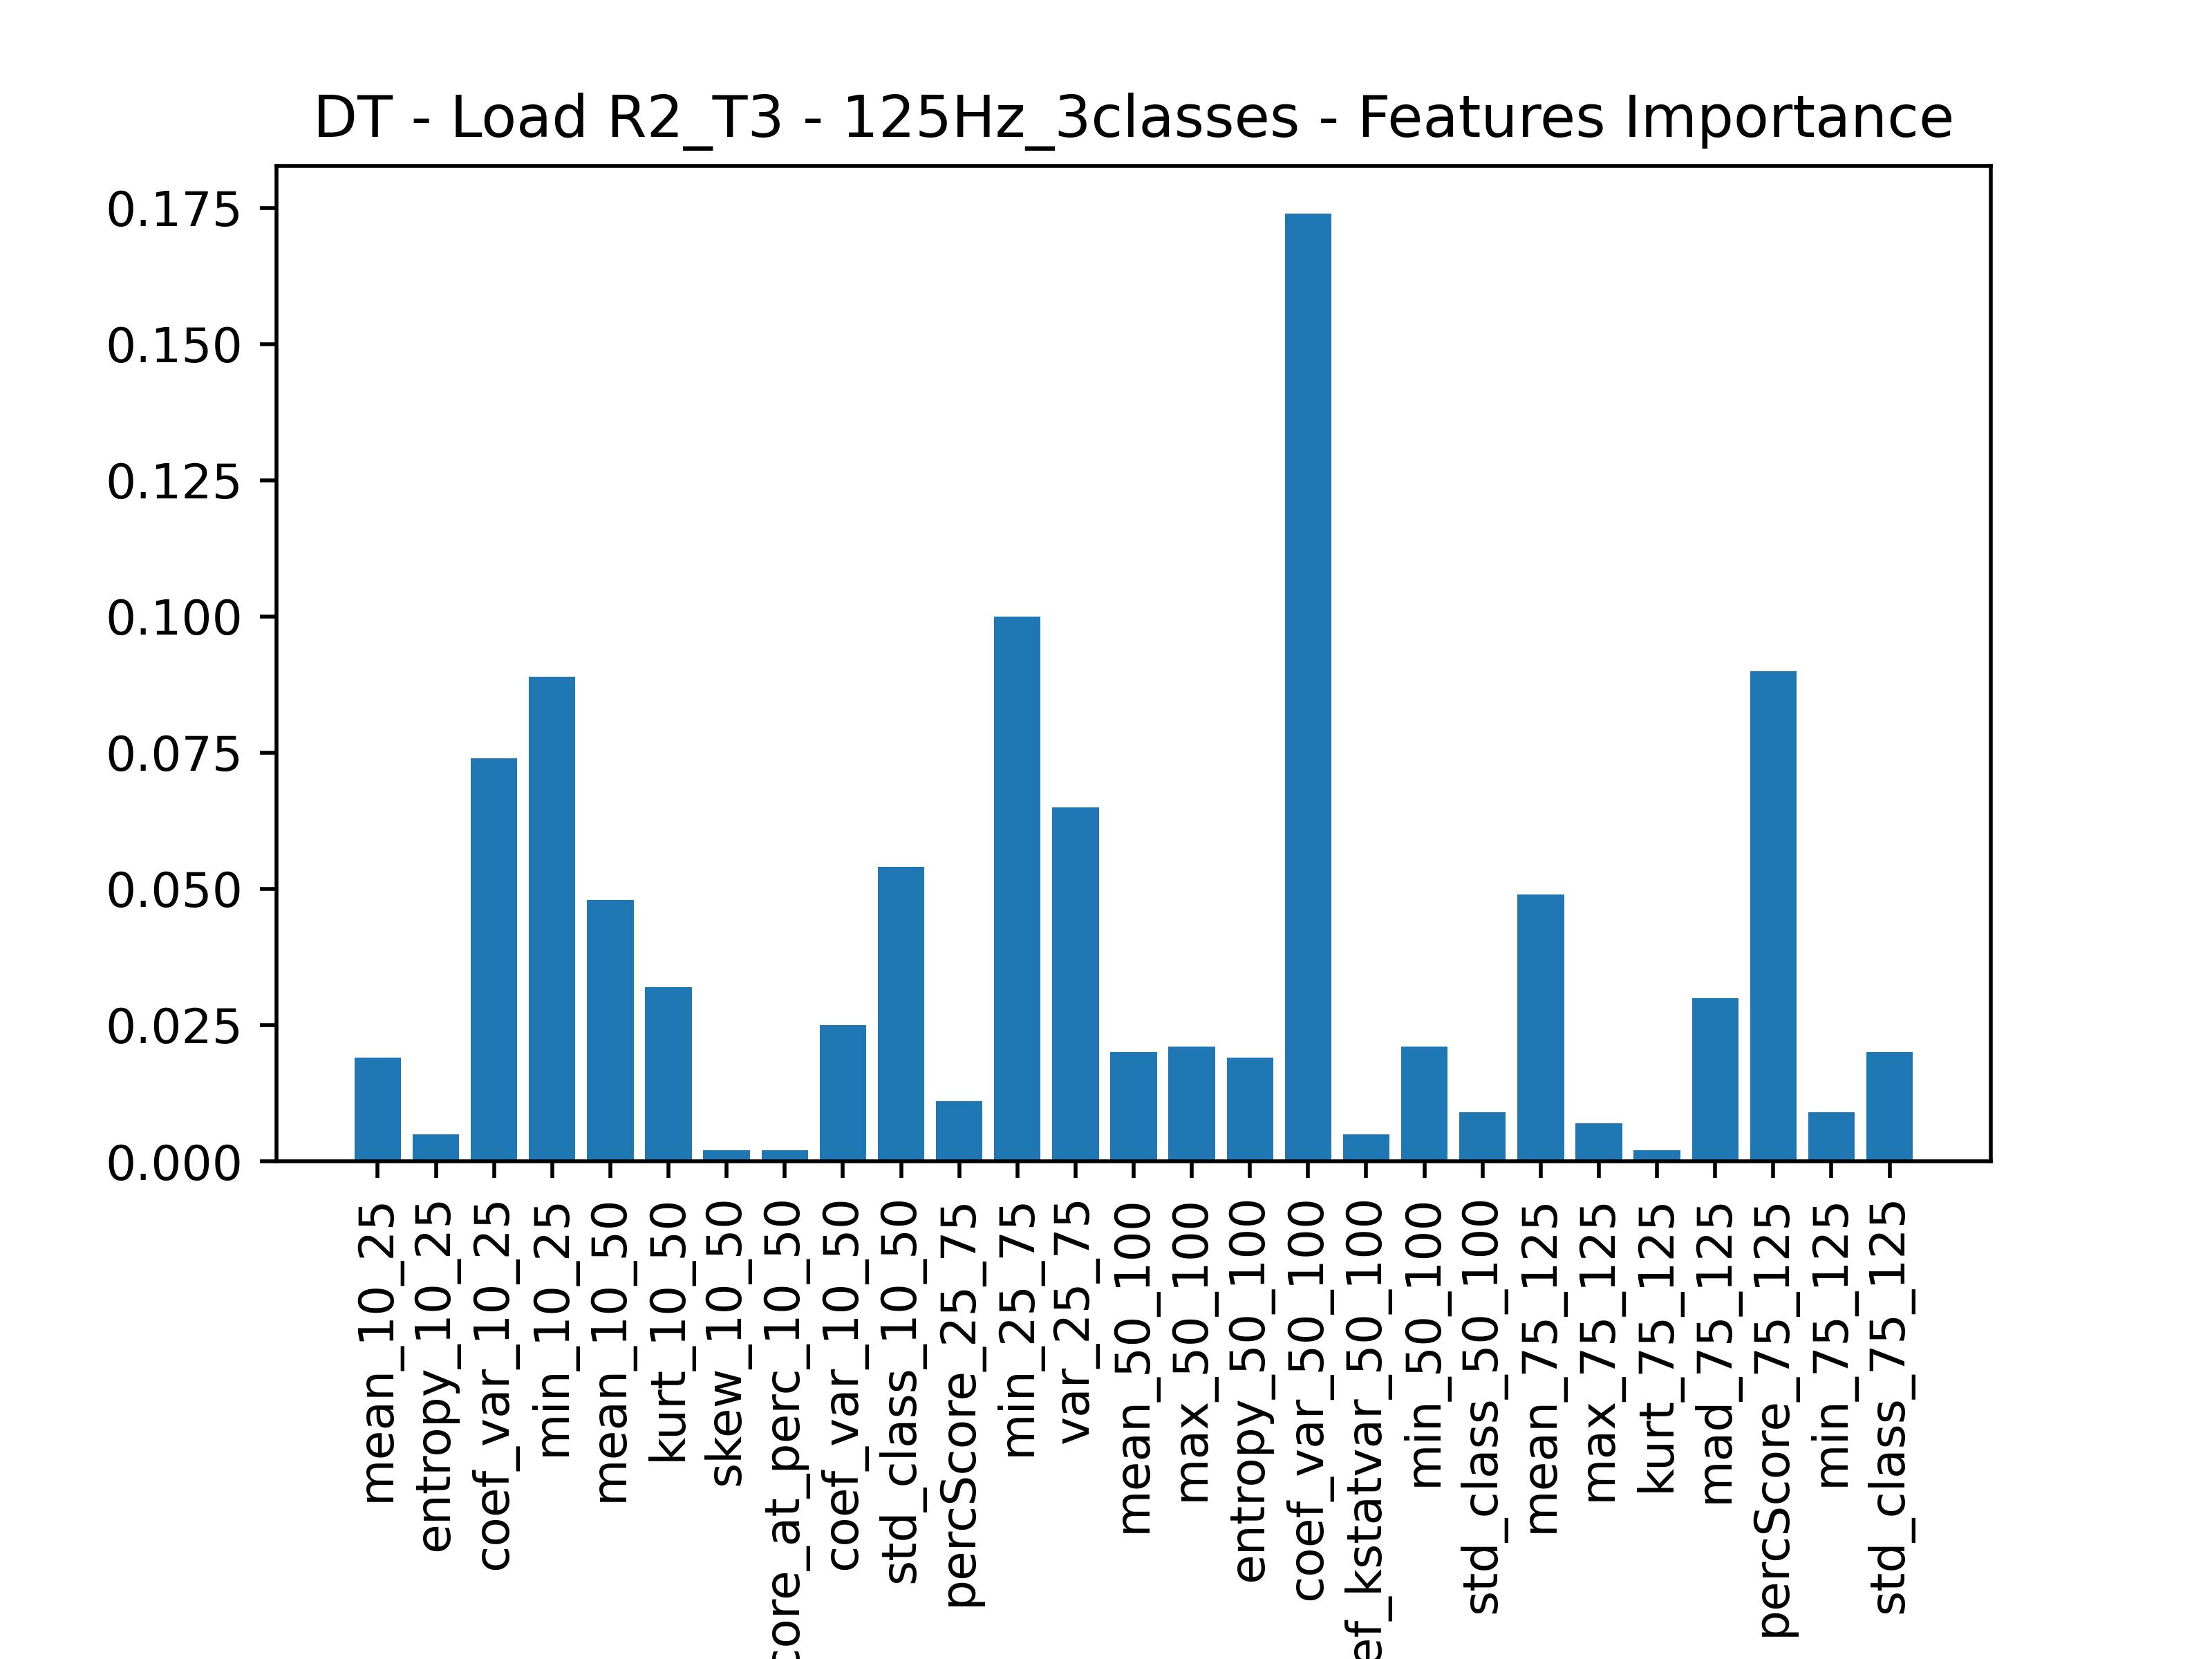 DT - Load R2_T3 - 125Hz_3classes - Features Importance
0.175
0.150
0.125
0.100
0.075
0.050
0.025
0.000
mean_10_25
entropy_10_25
coef_var_10_25
min_10_25
mean_10_50
kurt_10_50
skew_10_50
core_at_perc_10_50
coef_var_10_50
std_class_10_50
percScore_25_75
min_25_75
var_25_75
mean_50_100
max_50_100
entropy_50_100
coef_var_50_100
ef_kstatvar_50_100
min_50_100
std_class_50_100
mean_75_125
max_75_125
kurt_75_125
mad_75_125
percScore_75_125
min_75_125
std_class_75_125